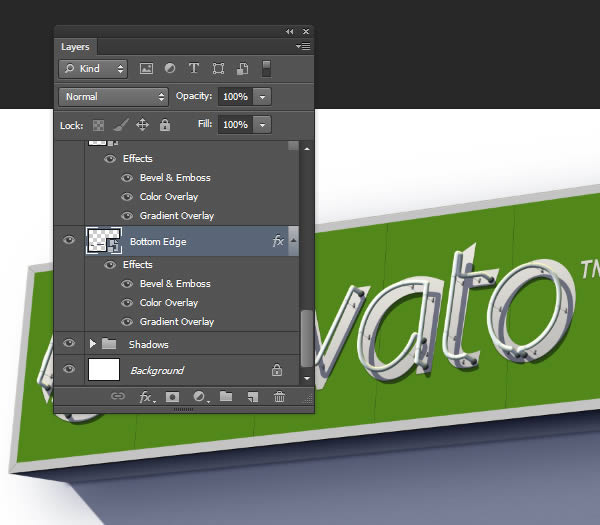 Layers
Kind
Normal Opacity: 100%
Lock: Fill: 100%
Effects
Bevel & Emboss
Color Overlay
Gradient Overlay
Bottom Edge fx
Effects
Bevel & Emboss
Color Overlay
Gradient Overlay
Shadows
Background
fx
vato